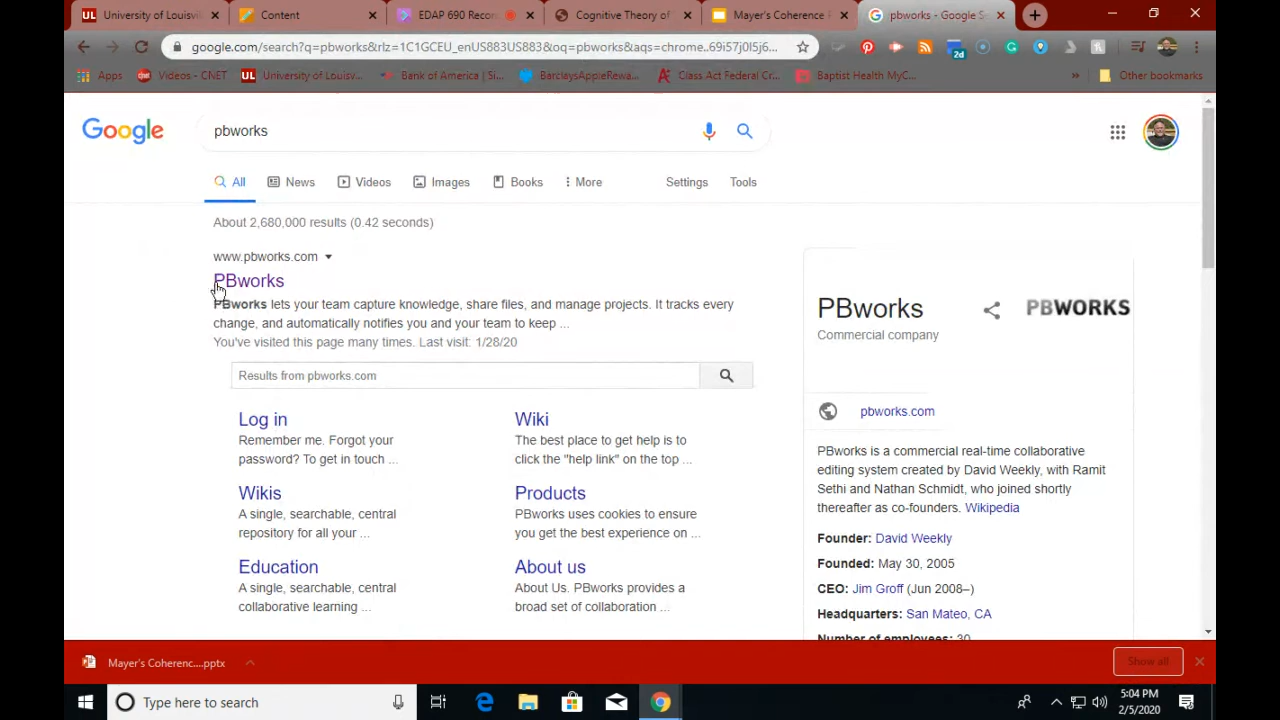 University of Louisvi
Content
EDAP 690 Recor
Cognitive Theory of
Mayer's Coherence P
pbworks - Google Se
google.com/search?q=pbworks&rlz=1C1GCEU_enUS883US883&oq=pbworks&aqs=chrome..69i57j0l5j6...
2d
Apps
Videos - CNET
University of Louisv...
Bank of America | Si...
BarclaysAppleRewa...
Class Act Federal Cr...
Baptist Health MyC...
»
Other bookmarks
Google
pbworks
All
News
Videos
Images
Books
More
Settings
Tools
About 2,680,000 results (0.42 seconds)
www.pbworks.com
PBworks
PBworks lets your team capture knowledge, share files, and manage projects. It tracks every
change, and automatically notifies you and your team to keep ...
You've visited this page many times. Last visit: 1/28/20
Results from pbworks.com
Log in
Remember me. Forgot your
password? To get in touch ...
Wiki
The best place to get help is to
click the "help link" on the top ...
Wikis
A single, searchable, central
repository for all your ...
Products
PBworks uses cookies to ensure
you get the best experience on ...
Education
A single, searchable, central
collaborative learning ...
About us
About Us. PBworks provides a
broad set of collaboration ...
PBworks
Commercial company
PBWORKS
pbworks.com
PBworks is a commercial real-time collaborative
editing system created by David Weekly, with Ramit
Sethi and Nathan Schmidt, who joined shortly
thereafter as co-founders. Wikipedia
Founder: David Weekly
Founded: May 30, 2005
CEO: Jim Groff (Jun 2008–)
Headquarters: San Mateo, CA
Number of employees: 30
Mayer's Coherenc....pptx
Show all
Type here to search
5:04 PM
2/5/2020